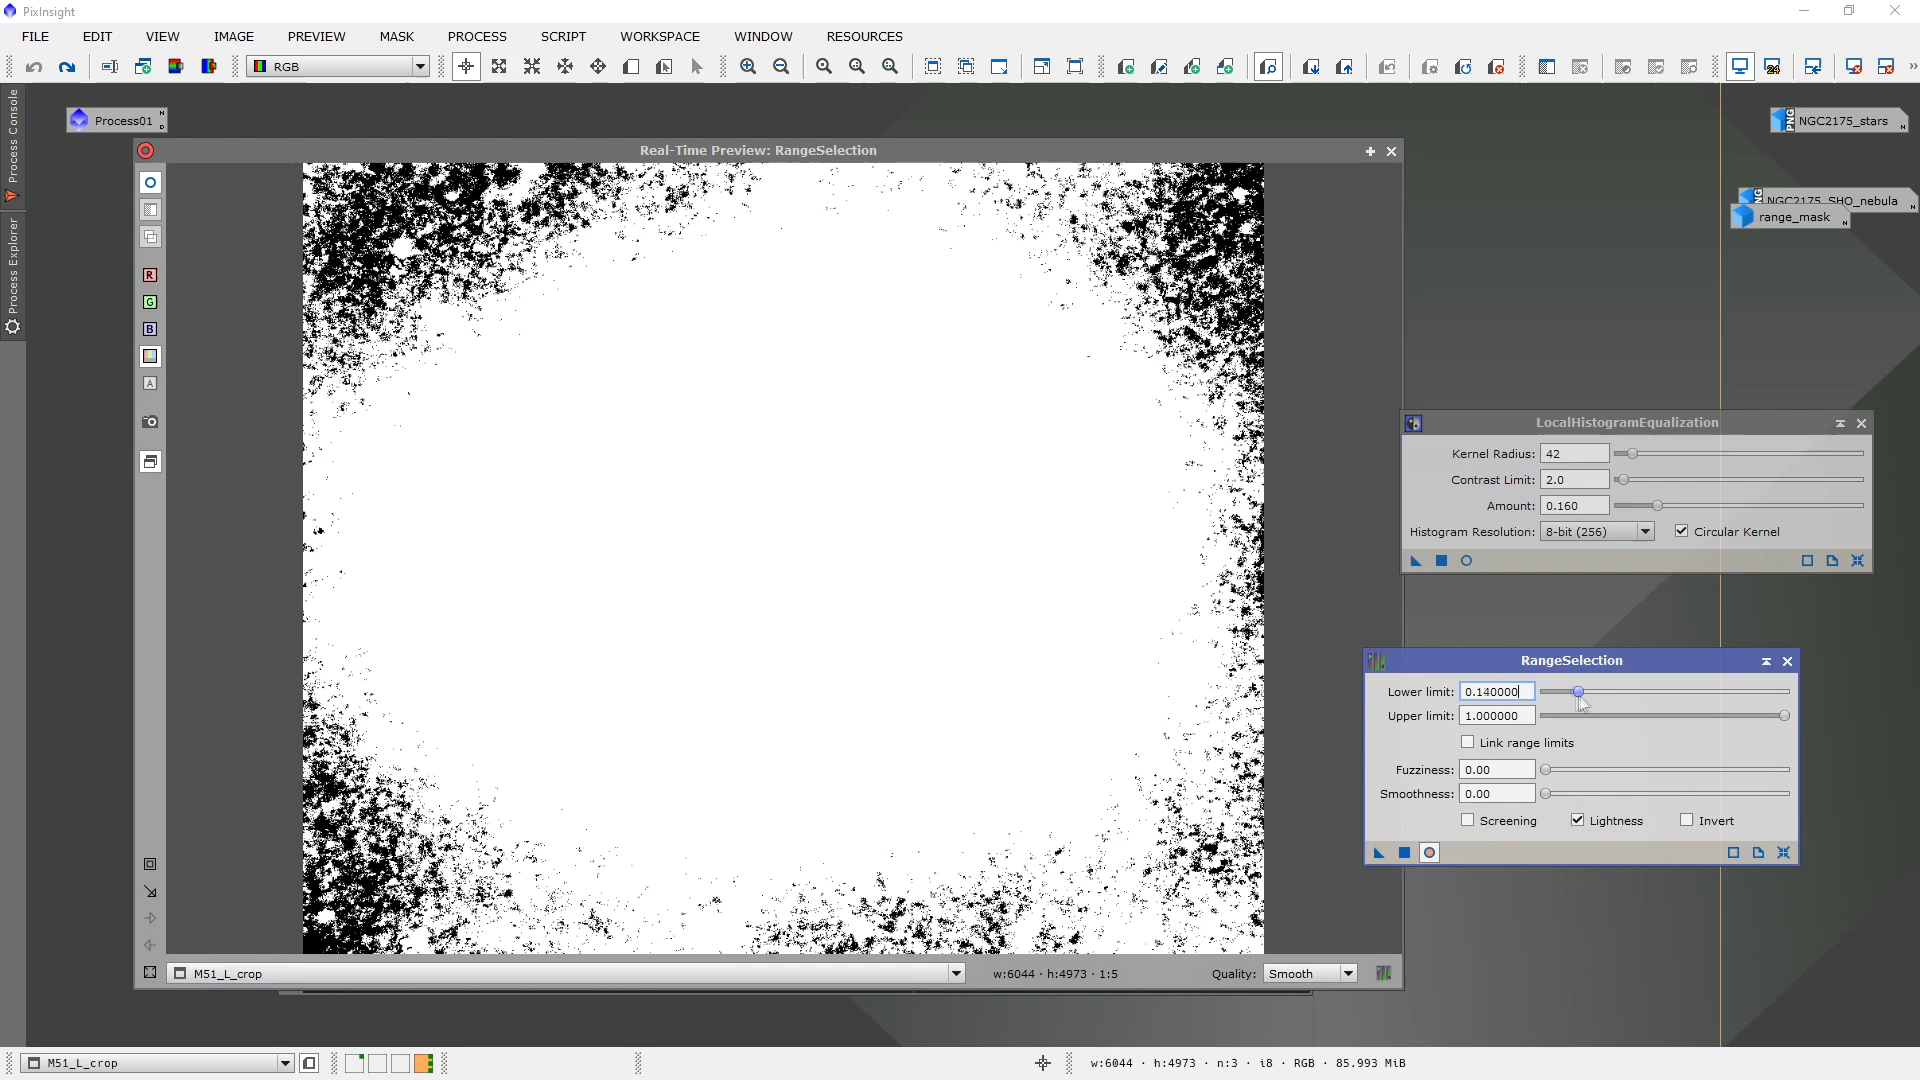 PixInsight
FILE EDIT VIEW IMAGE PREVIEW MASK PROCESS SCRIPT WORKSPACE WINDOW RESOURCES
RGB
24
Process Console
Process Explorer
Process01
N
D
PNG
NGC2175_stars
N
NGC2175_SHO_nebula
N
range_mask
N
Real-Time Preview: RangeSelection
R
G
B
A
LocalHistogramEqualization
Kernel Radius: 42
Contrast Limit: 2.0
Amount: 0.160
Histogram Resolution: 8-bit (256) Circular Kernel
RangeSelection
Lower limit: 0.140000
Upper limit: 1.000000
Link range limits
Fuzziness: 0.00
Smoothness: 0.00
Screening Lightness Invert
M51_L_crop
w:6044 · h:4973 · 1:5
Quality: Smooth
M51_L_crop
w:6044 · h:4973 · n:3 · i8 · RGB · 85.993 MiB